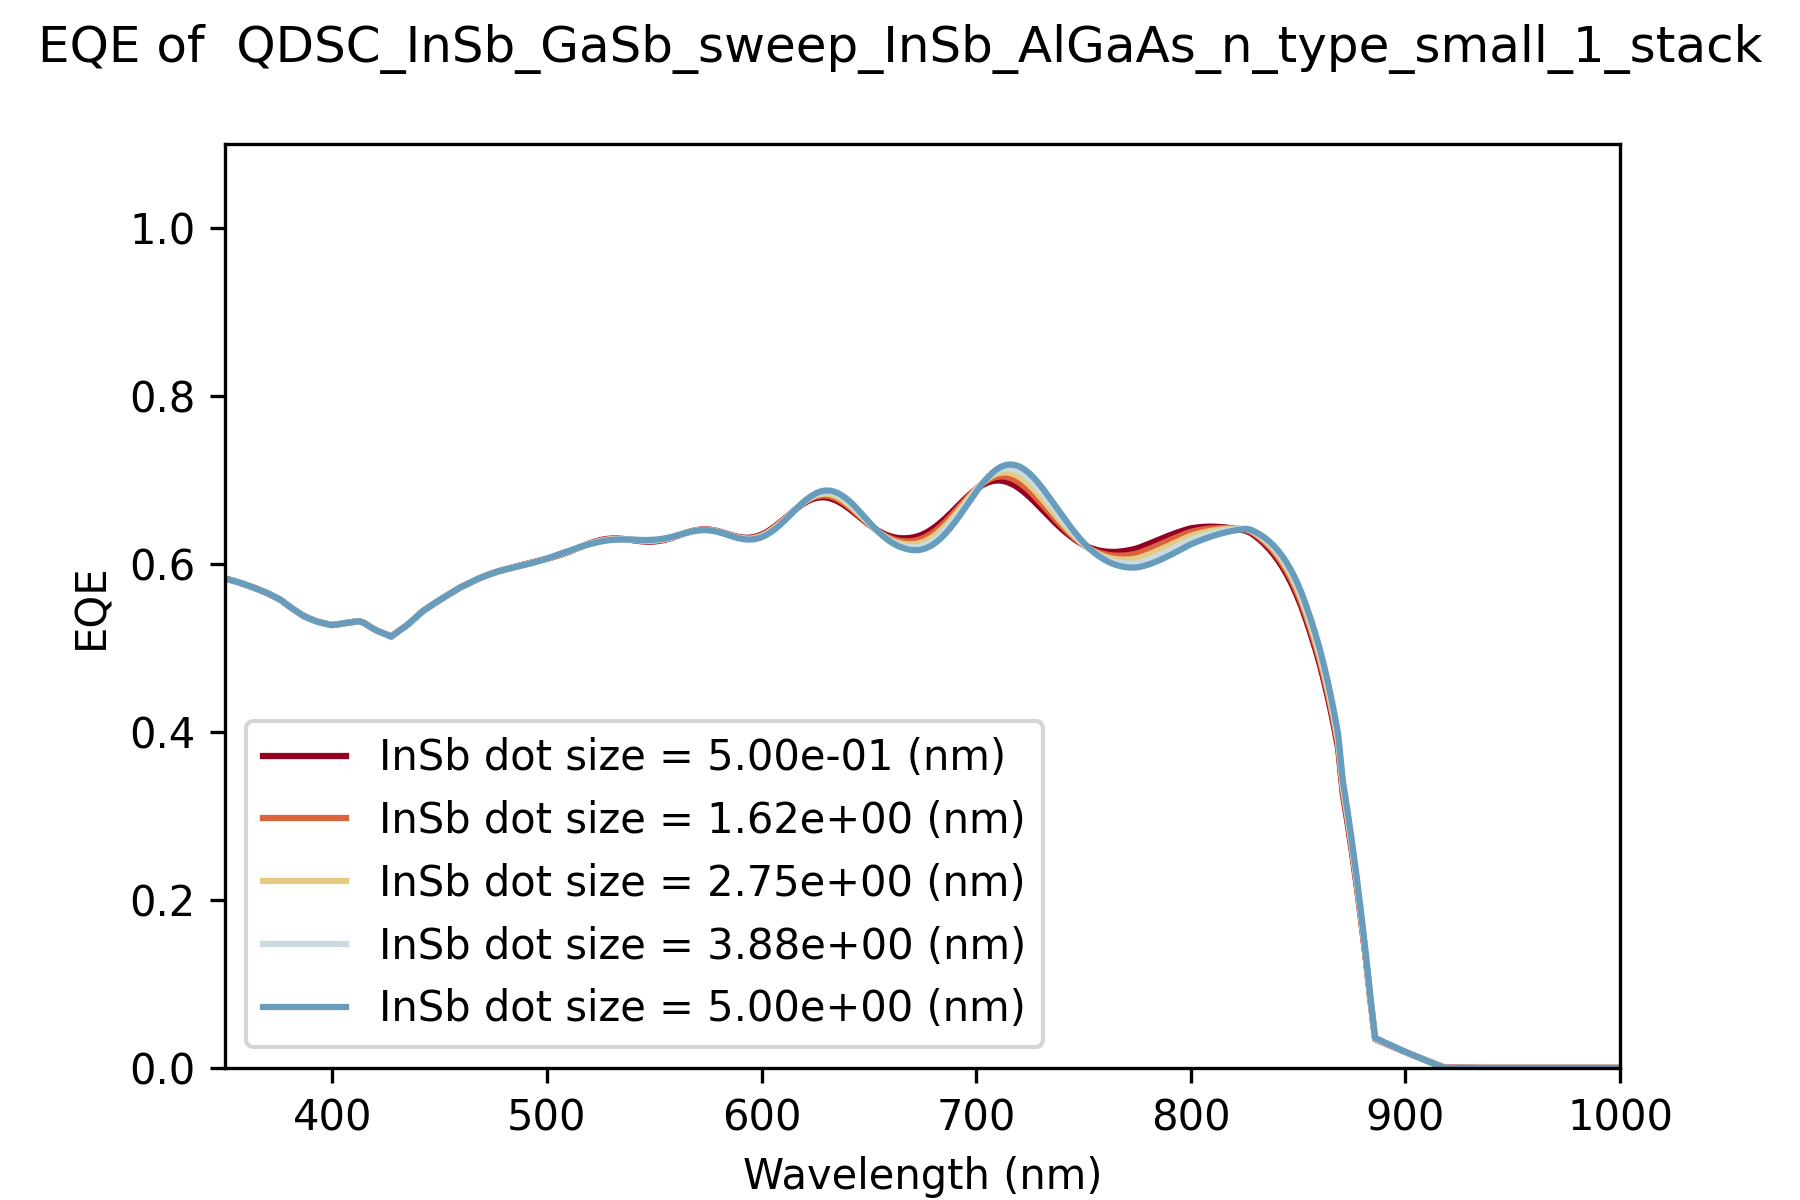 EQE of  QDSC_InSb_GaSb_sweep_InSb_AlGaAs_n_type_small_1_stack
1.0
0.8
0.6
0.4
0.2
0.0
EQE
InSb dot size = 5.00e-01 (nm)
InSb dot size = 1.62e+00 (nm)
InSb dot size = 2.75e+00 (nm)
InSb dot size = 3.88e+00 (nm)
InSb dot size = 5.00e+00 (nm)
400 500 600 700 800 900 1000
Wavelength (nm)